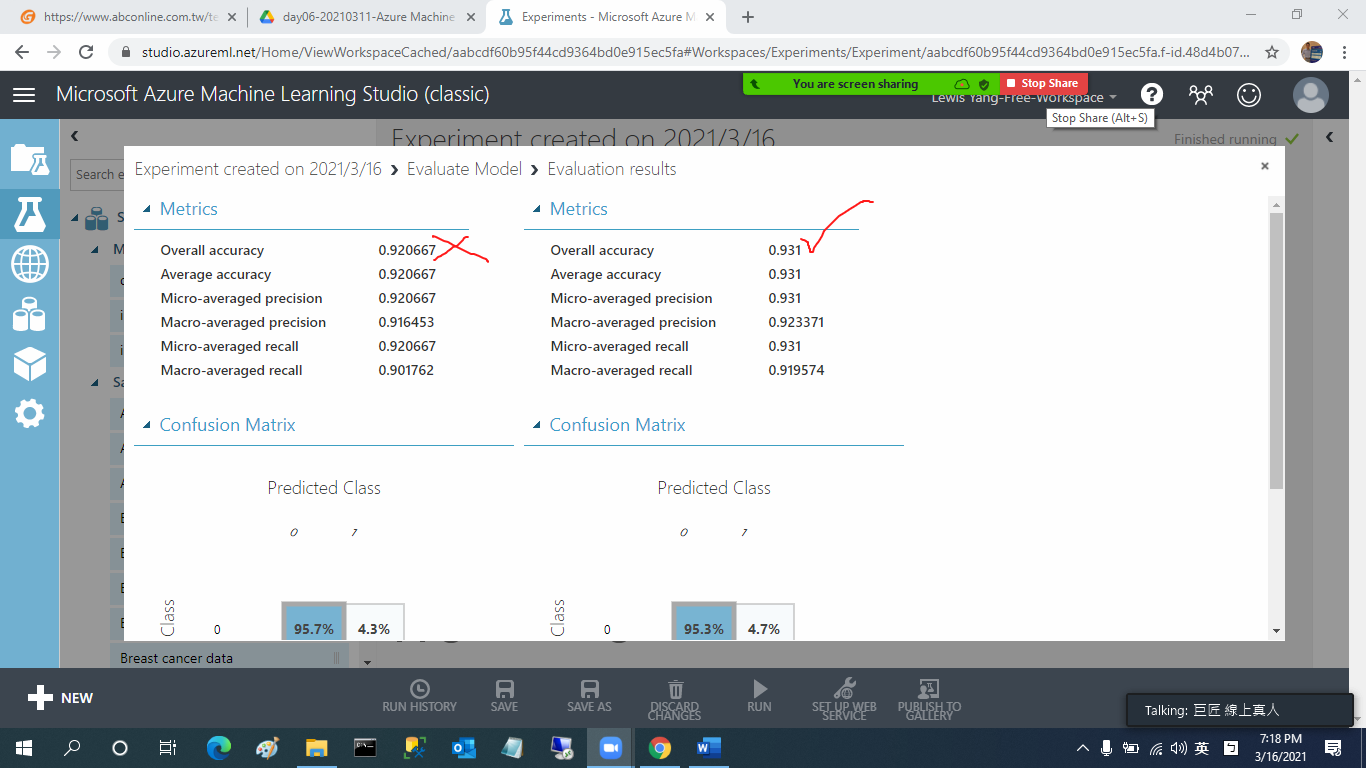 https://www.abconline.com.tw/te
day06-20210311-Azure Machine
Experiments - Microsoft Azure M
studio.azureml.net/Home/ViewWorkspaceCached/aabcdf60b95f44cd9364bd0e915ec5fa#Workspaces/Experiments/Experiment/aabcdf60b95f44cd9364bd0e915ec5fa.f-id.48d4b07...
Microsoft Azure Machine Learning Studio (classic)
You are screen sharing
Stop Share
Lewis Yang-Free-Workspace
Stop Share (Alt+S)
Experiment created on 2021/3/16
Finished running
Search e
Experiment created on 2021/3/16 Evaluate Model Evaluation results
Metrics Metrics
Overall accuracy 0.920667 Overall accuracy 0.931
Average accuracy 0.920667 Average accuracy 0.931
Micro-averaged precision 0.920667 Micro-averaged precision 0.931
Macro-averaged precision 0.916453 Macro-averaged precision 0.923371
Micro-averaged recall 0.920667 Micro-averaged recall 0.931
Macro-averaged recall 0.901762 Macro-averaged recall 0.919574
Confusion Matrix Confusion Matrix
Predicted Class Predicted Class
0 1 0 1
Class 0 95.7% 4.3% Class 0 95.3% 4.7%
Breast cancer data
NEW
RUN HISTORY
SAVE
SAVE AS
DISCARD
CHANGES
RUN
SET UP WEB
SERVICE
PUBLISH TO
GALLERY
Talking: 巨匠 線上真人
英
7:18 PM
3/16/2021